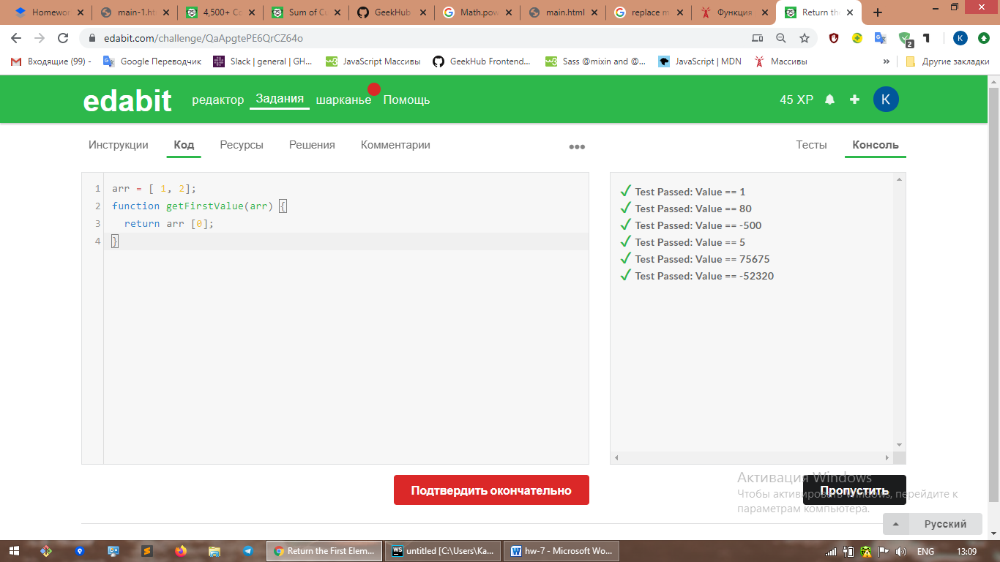 Homewor
main-1.ht
4,500+ Co
Sum of Cu
GeekHub
Math.pow
main.html
replace m
Функция
Return the
edabit.com/challenge/QaApgtePE6QrCZ64o
2
K
Входящие (99) -
Google Переводчик
Slack | general | GH...
JavaScript Массивы
GeekHub Frontend...
Sass @mixin and @...
JavaScript | MDN
Массивы
»
Другие закладки
edabit
редактор
Задания
шарканье
Помощь
45 XP
K
Инструкции
Код
Ресурсы
Решения
Комментарии
Тесты
Консоль
1 arr = [ 1, 2];
2 function getFirstValue(arr) {
3 return arr [0];
4 }
Test Passed: Value == 1
Test Passed: Value == 80
Test Passed: Value == -500
Test Passed: Value == 5
Test Passed: Value == 75675
Test Passed: Value == -52320
Подтвердить окончательно
Пропустить
Активация Windows
Чтобы активировать Windows, перейдите к
параметрам компьютера.
Русский
Return the First Elem...
WS
untitled [C:\Users\Ka...
hw-7 - Microsoft Wo...
ENG
13:09